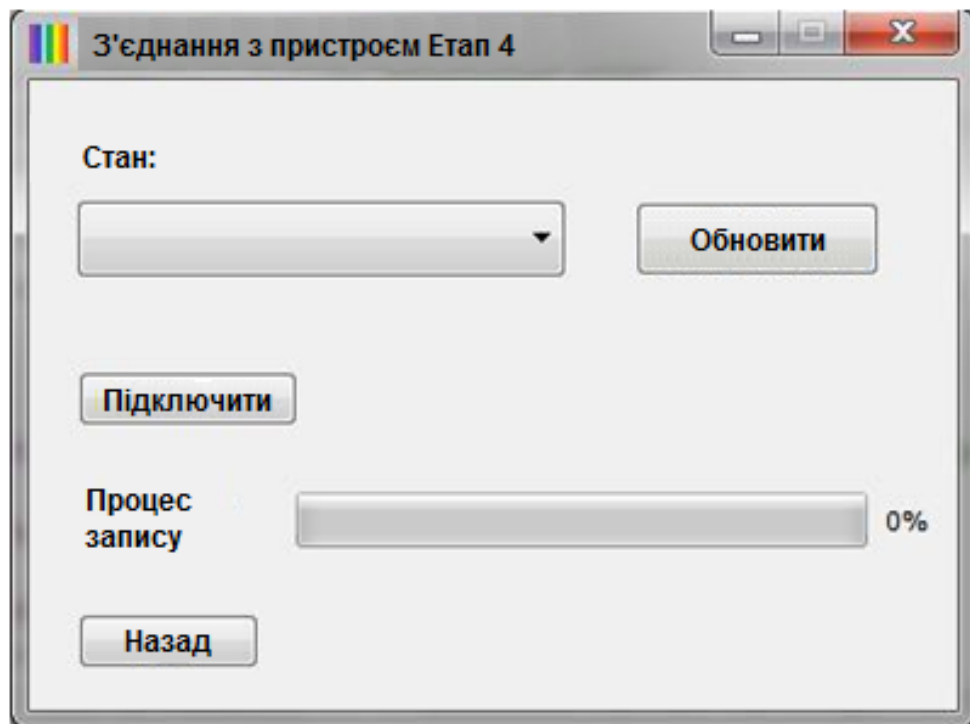 З'єднання з пристроєм Етап 4
Стан:
Обновити
Підключити
Процес
запису
0%
Назад